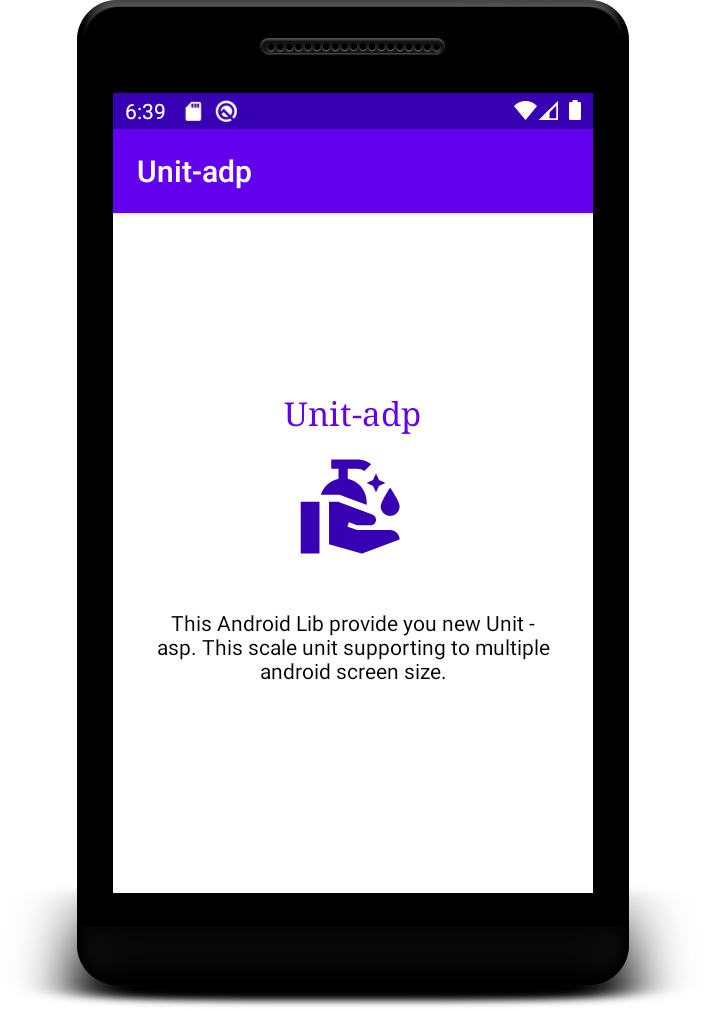 6:39
Unit-adp
Unit-adp
This Android Lib provide you new Unit -
asp. This scale unit supporting to multiple
android screen size.